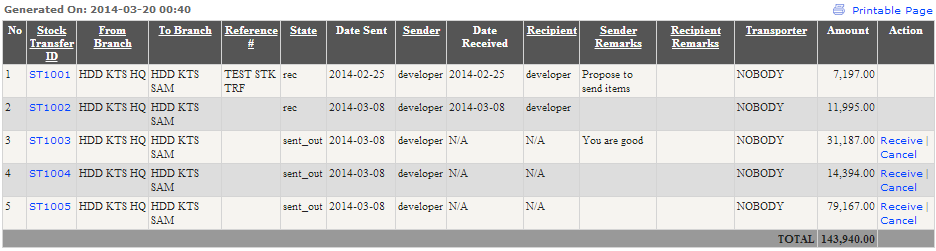 Generated On: 2014-03-20 00:40
Printable Page
No Stock Transfer ID From Branch To Branch Reference # State Date Sent Sender Date Received Recipient Sender Remarks Recipient Remarks Transporter Amount Action
1 ST1001 HDD KTS HQ HDD KTS SAM TEST STK TRF rec 2014-02-25 developer 2014-02-25 developer Propose to send items NOBODY 7,197.00
2 ST1002 HDD KTS HQ HDD KTS SAM rec 2014-03-08 developer 2014-03-08 developer NOBODY 11,995.00
3 ST1003 HDD KTS HQ HDD KTS SAM sent_out 2014-03-08 developer N/A N/A You are good NOBODY 31,187.00 Receive | Cancel
4 ST1004 HDD KTS HQ HDD KTS SAM sent_out 2014-03-08 developer N/A N/A NOBODY 14,394.00 Receive | Cancel
5 ST1005 HDD KTS HQ HDD KTS SAM sent_out 2014-03-08 developer N/A N/A NOBODY 79,167.00 Receive | Cancel
TOTAL 143,940.00